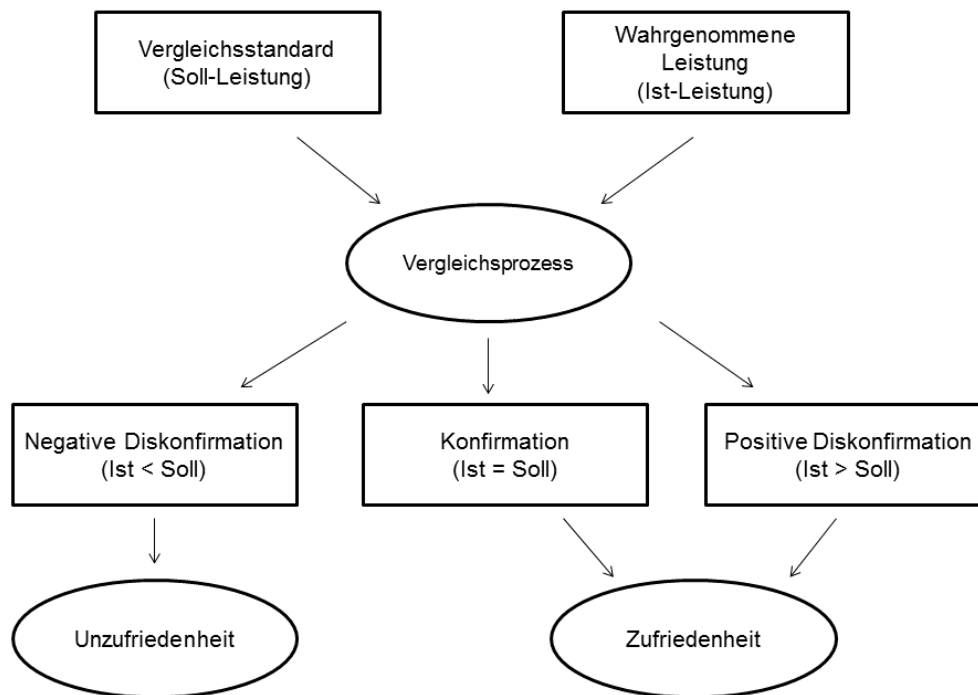 Vergleichsstandard
(Soll-Leistung)
Wahrgenommene
Leistung
(Ist-Leistung)
Vergleichsprozess
Negative Diskonfirmation
(Ist < Soll)
Konfirmation
(Ist = Soll)
Positive Diskonfirmation
(Ist > Soll)
Unzufriedenheit
Zufriedenheit